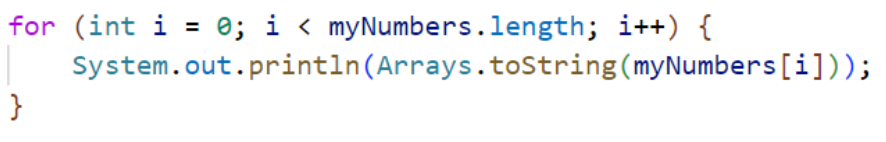 for (int i = 0; i < myNumbers.length; i++) {
    System.out.println(Arrays.toString(myNumbers[i]));
}